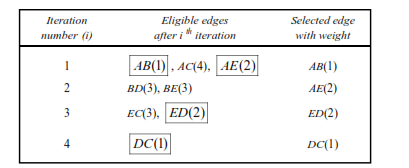 Iteration Eligible edges Selected edge
number (i) after i th iteration with weight
1 AB(1) , AC(4), AE(2) AB(1)
2 BD(3), BE(3) AE(2)
3 EC(3), ED(2) ED(2)
4 DC(1) DC(1)